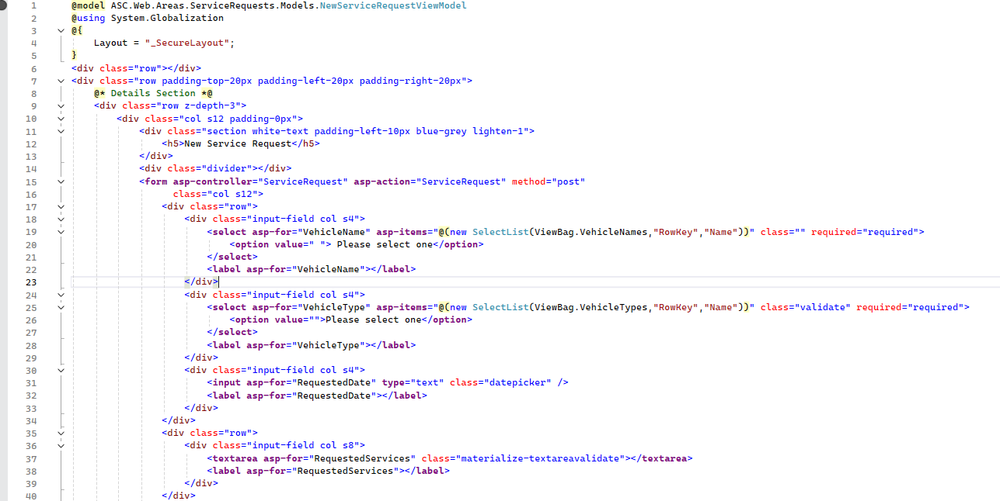 1 @model ASC.Web.Areas.ServiceRequests.Models.NewServiceRequestViewModel
2 @using System.Globalization
3 @{
4 Layout = "_SecureLayout";
5 }
6 <div class="row"></div>
7 <div class="row padding-top-20px padding-left-20px padding-right-20px">
8 @* Details Section *@
9 <div class="row z-depth-3">
10 <div class="col s12 padding-0px">
11 <div class="section white-text padding-left-10px blue-grey lighten-1">
12 <h5>New Service Request</h5>
13 </div>
14 <div class="divider"></div>
15 <form asp-controller="ServiceRequest" asp-action="ServiceRequest" method="post"
16 class="col s12">
17 <div class="row">
18 <div class="input-field col s4">
19 <select asp-for="VehicleName" asp-items="@(new SelectList(ViewBag.VehicleNames,"RowKey","Name"))" class="" required="required">
20 <option value=" "> Please select one</option>
21 </select>
22 <label asp-for="VehicleName"></label>
23 </div>
24 <div class="input-field col s4">
25 <select asp-for="VehicleType" asp-items="@(new SelectList(ViewBag.VehicleTypes,"RowKey","Name"))" class="validate" required="required">
26 <option value="">Please select one</option>
27 </select>
28 <label asp-for="VehicleType"></label>
29 </div>
30 <div class="input-field col s4">
31 <input asp-for="RequestedDate" type="text" class="datepicker" />
32 <label asp-for="RequestedDate"></label>
33 </div>
34 </div>
35 <div class="row">
36 <div class="input-field col s8">
37 <textarea asp-for="RequestedServices" class="materialize-textareavalidate"></textarea>
38 <label asp-for="RequestedServices"></label>
39 </div>
40 </div>